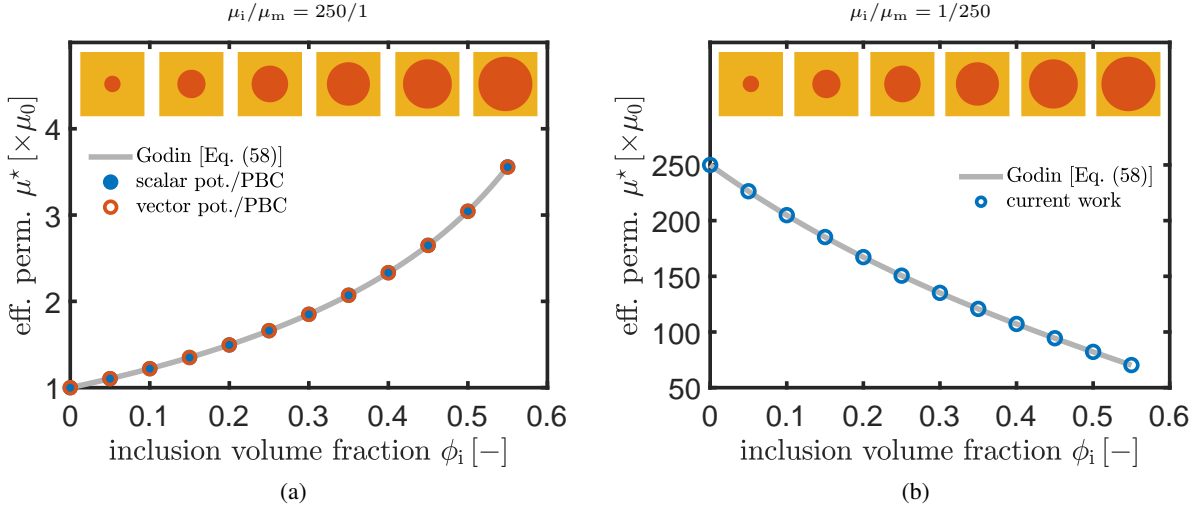 μi/μm = 250/1
eff. perm. μ⋆ [×μ0]
4
3
2
1
Godin [Eq. (58)]
scalar pot./PBC
vector pot./PBC
0 0.1 0.2 0.3 0.4 0.5 0.6
inclusion volume fraction ϕi [−]
(a)
μi/μm = 1/250
eff. perm. μ⋆ [×μ0]
250
200
150
100
50
Godin [Eq. (58)]
current work
0 0.1 0.2 0.3 0.4 0.5 0.6
inclusion volume fraction ϕi [−]
(b)